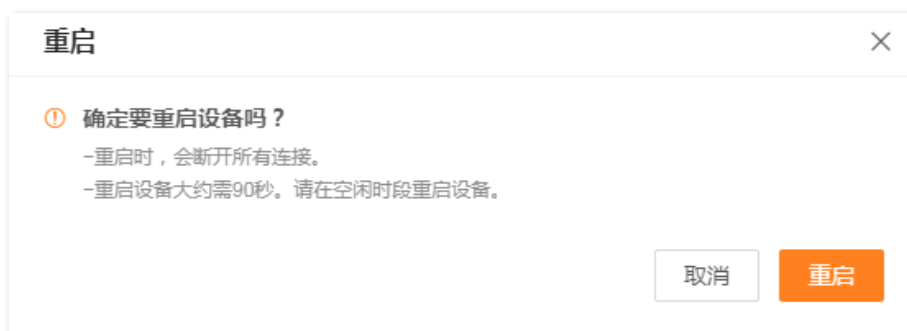 重启
确定要重启设备吗？
-重启时，会断开所有连接。
-重启设备大约需90秒。请在空闲时段重启设备。
取消
重启